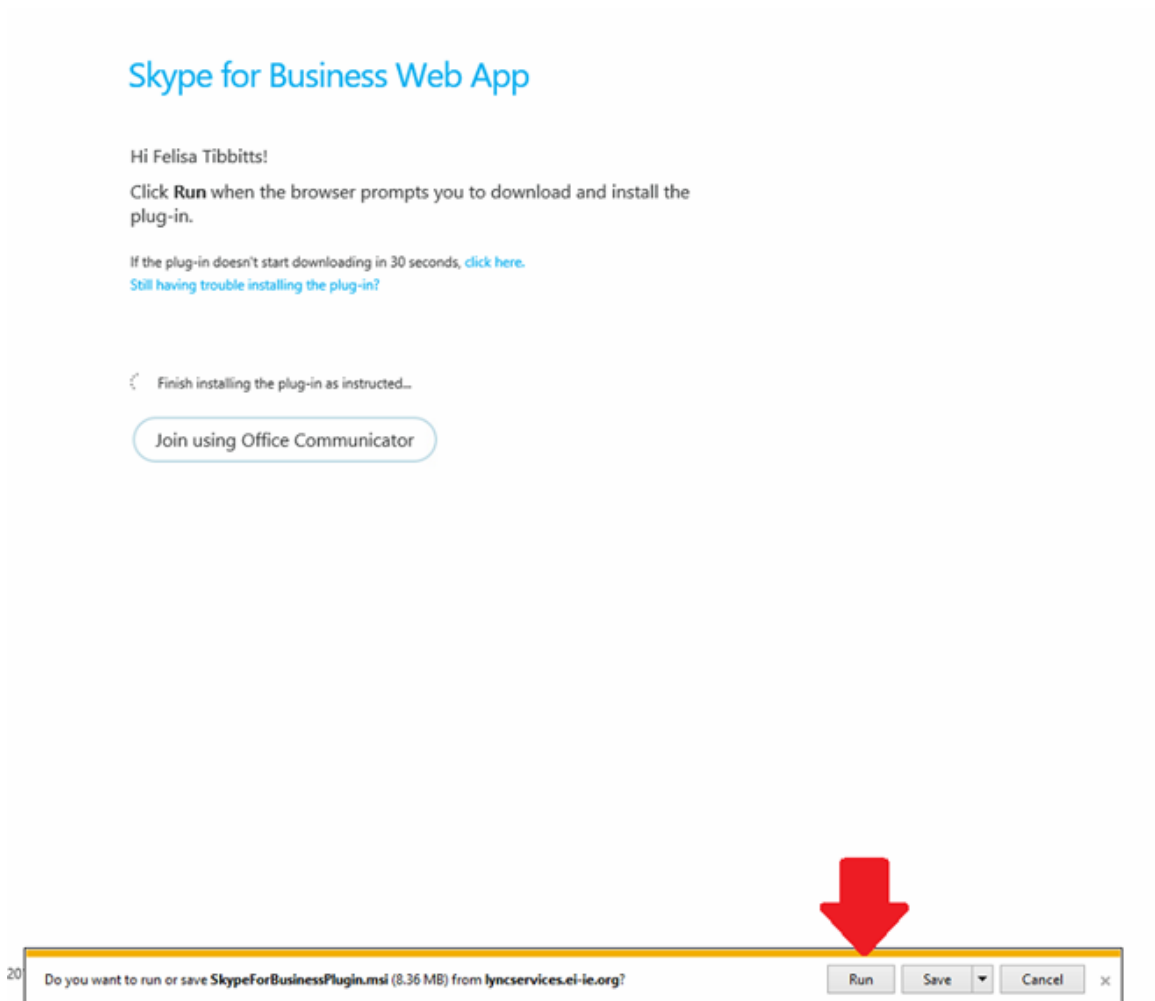 Skype for Business Web App
Hi Felisa Tibbitts!
Click Run when the browser prompts you to download and install the
plug-in.
If the plug-in doesn't start downloading in 30 seconds, click here.
Still having trouble installing the plug-in?
Finish installing the plug-in as instructed...
Join using Office Communicator
20
Do you want to run or save SkypeForBusinessPlugin.msi (8.36 MB) from lyncservices.ei-ie.org? Run Save Cancel